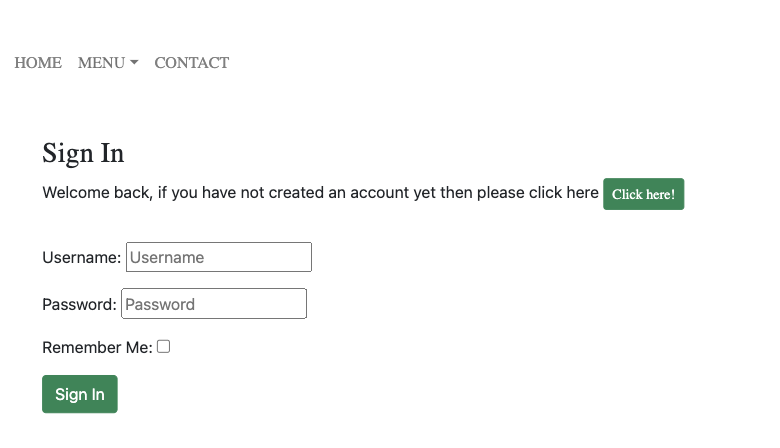 HOME MENU CONTACT
Sign In
Welcome back, if you have not created an account yet then please click here Click here!
Username: Username
Password: Password
Remember Me:
Sign In